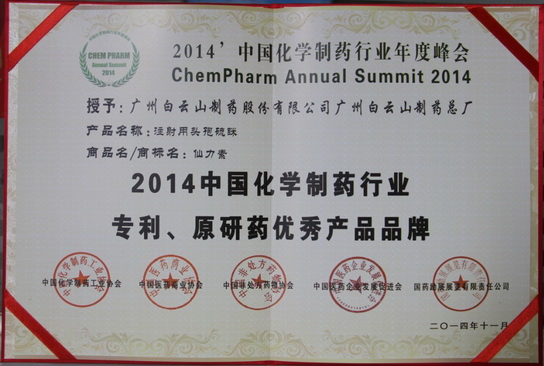 CHEM PHARM
Annual Summit
2014
2014’中国化学制药行业年度峰会
ChemPharm Annual Summit 2014
授予：广州白云山制药股份有限公司广州白云山制药总厂
产品名称：注射用头孢硫脒
商品名/商标名：仙力素
2014中国化学制药行业
专利、原研药优秀产品品牌
中国化学制药工业协会
中国医药商业协会
中国非处方药物协会
中国医药企业发展促进会
国药励展展览有限责任公司
二〇一四年十一月